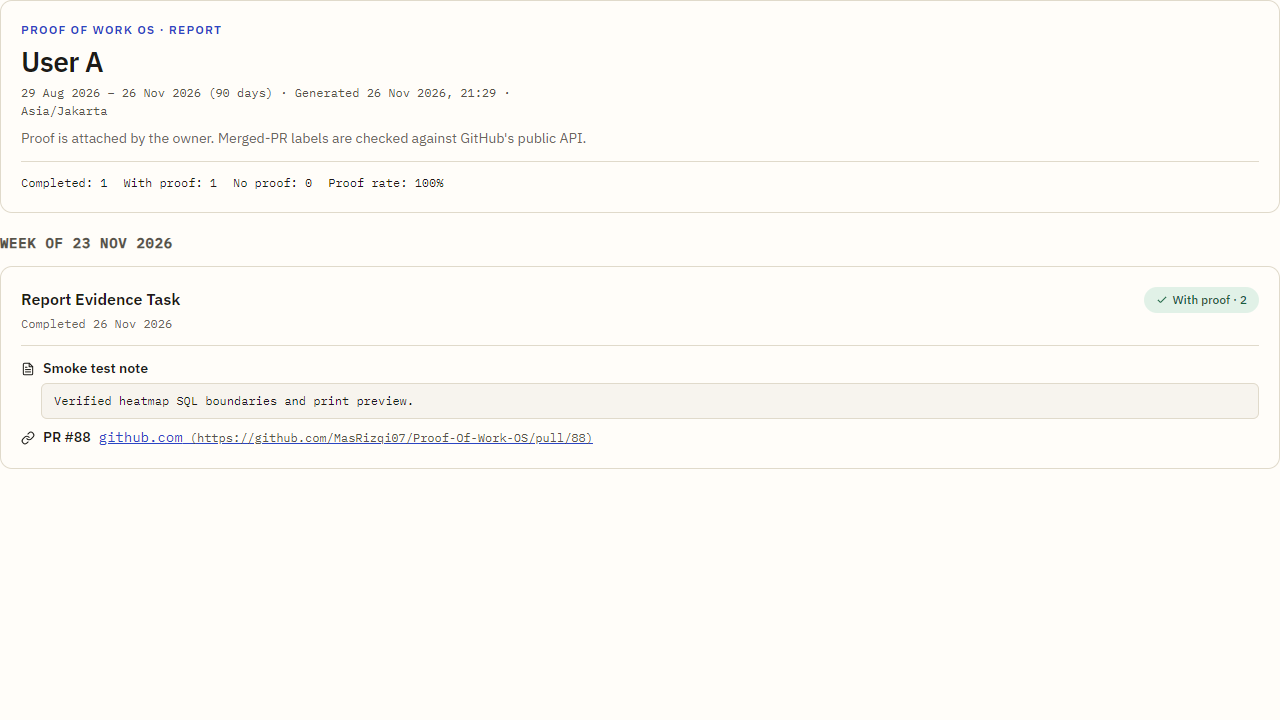 PROOF OF WORK OS · REPORT
User A
29 Aug 2026 – 26 Nov 2026 (90 days) · Generated 26 Nov 2026, 21:29 ·
Asia/Jakarta
Proof is attached by the owner. Merged-PR labels are checked against GitHub's public API.
Completed: 1 With proof: 1 No proof: 0 Proof rate: 100%
WEEK OF 23 NOV 2026
Report Evidence Task
With proof · 2
Completed 26 Nov 2026
Smoke test note
Verified heatmap SQL boundaries and print preview.
PR #88 github.com (https://github.com/MasRizqi07/Proof-Of-Work-OS/pull/88)